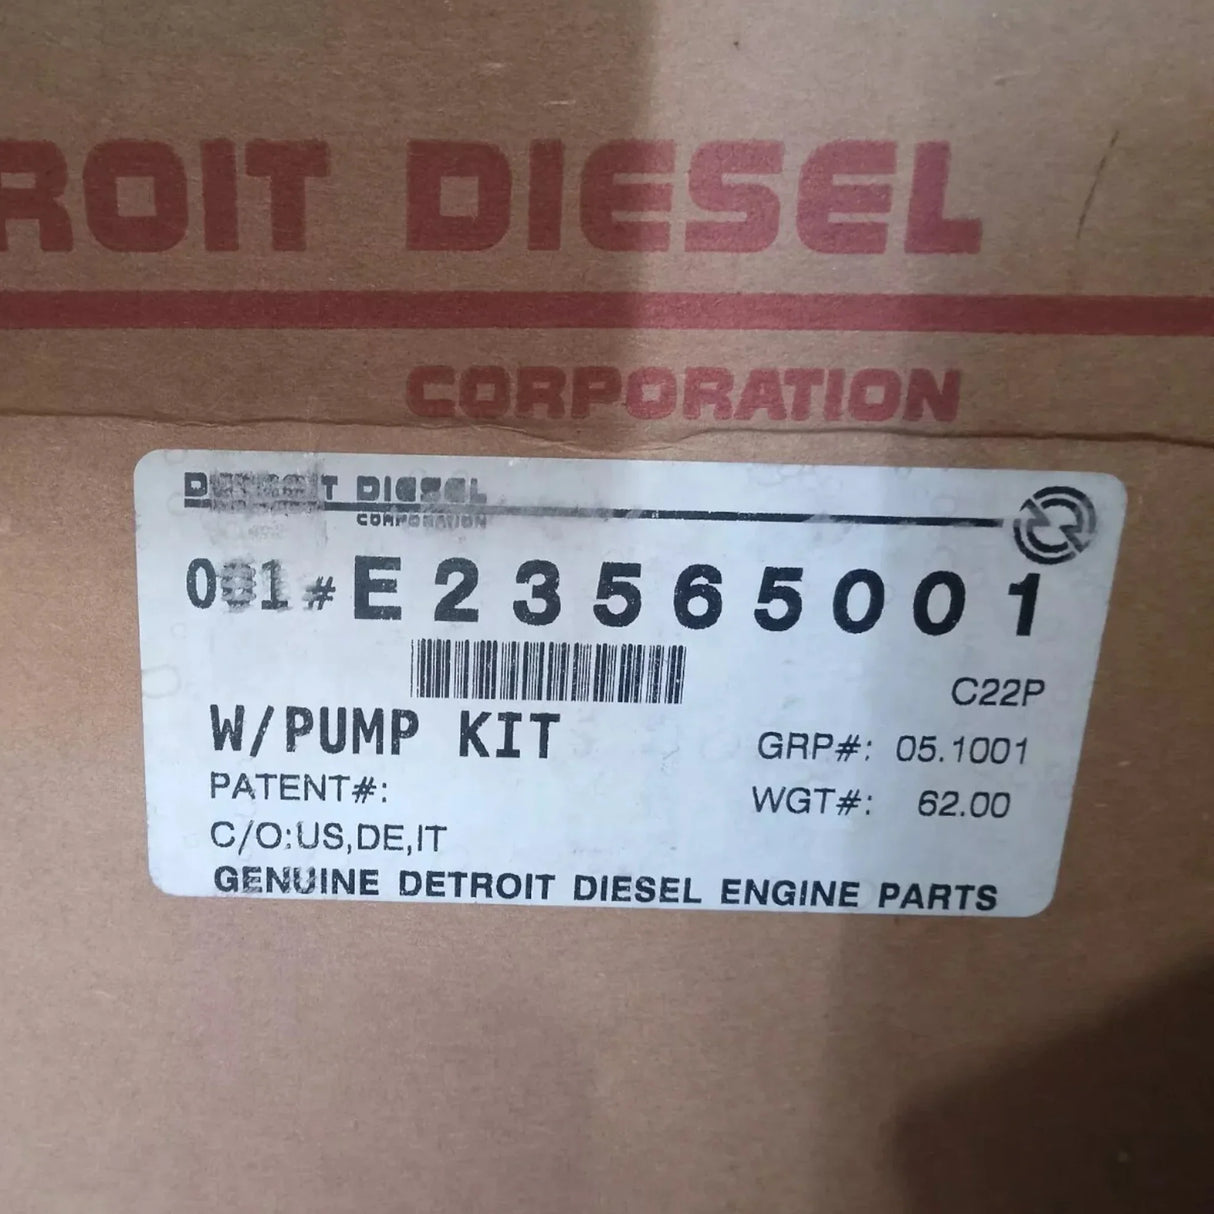 ROIT DIESEL
CORPORATION
DETROIT DIESEL
CORPORATION
001# E23565001
C22P
W/PUMP KIT
GRP#: 05.1001
PATENT#:
WGT#: 62.00
C/O:US,DE,IT
GENUINE DETROIT DIESEL ENGINE PARTS